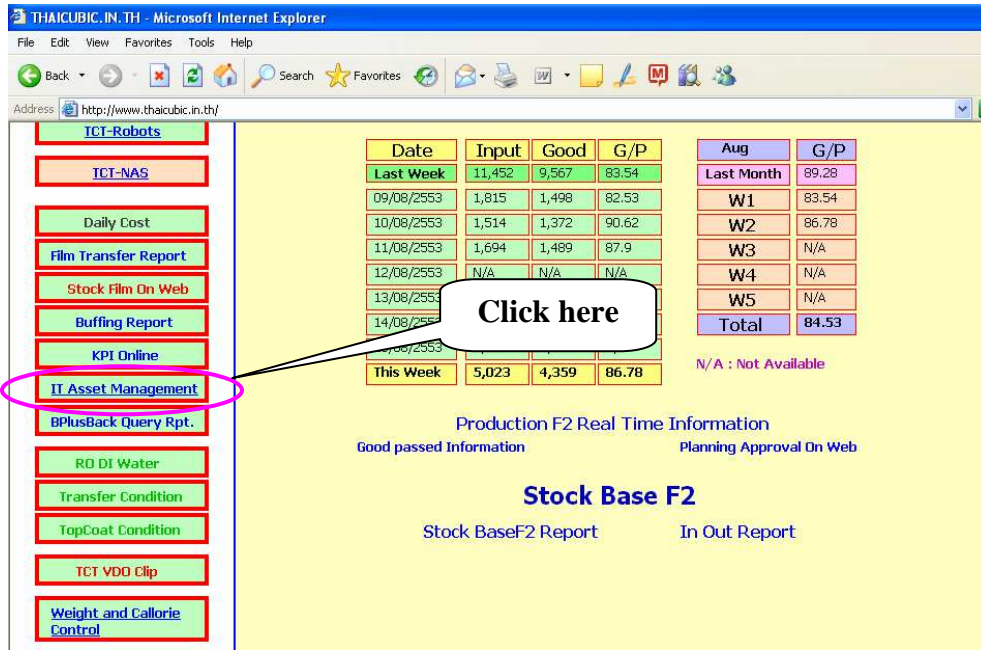 THAICUBIC.IN.TH - Microsoft Internet Explorer
File Edit View Favorites Tools Help
Back Search Favorites
Address http://www.thaicubic.in.th/
TCT-Robots
TCT-NAS
Daily Cost
Film Transfer Report
Stock Film On Web
Buffing Report
KPI Online
IT Asset Management
BPlusBack Query Rpt.
RO DI Water
Transfer Condition
TopCoat Condition
TCT VDO Clip
Weight and Callorie
Control
Date Input Good G/P
Last Week 11,452 9,567 83.54
09/08/2553 1,815 1,498 82.53
10/08/2553 1,514 1,372 90.62
11/08/2553 1,694 1,489 87.9
12/08/2553 N/A N/A N/A
13/08/2553
14/08/2553
This Week 5,023 4,359 86.78
Click here
Aug G/P
Last Month 89.28
W1 83.54
W2 86.78
W3 N/A
W4 N/A
W5 N/A
Total 84.53
N/A : Not Available
Production F2 Real Time Information
Good passed Information Planning Approval On Web
Stock Base F2
Stock BaseF2 Report In Out Report